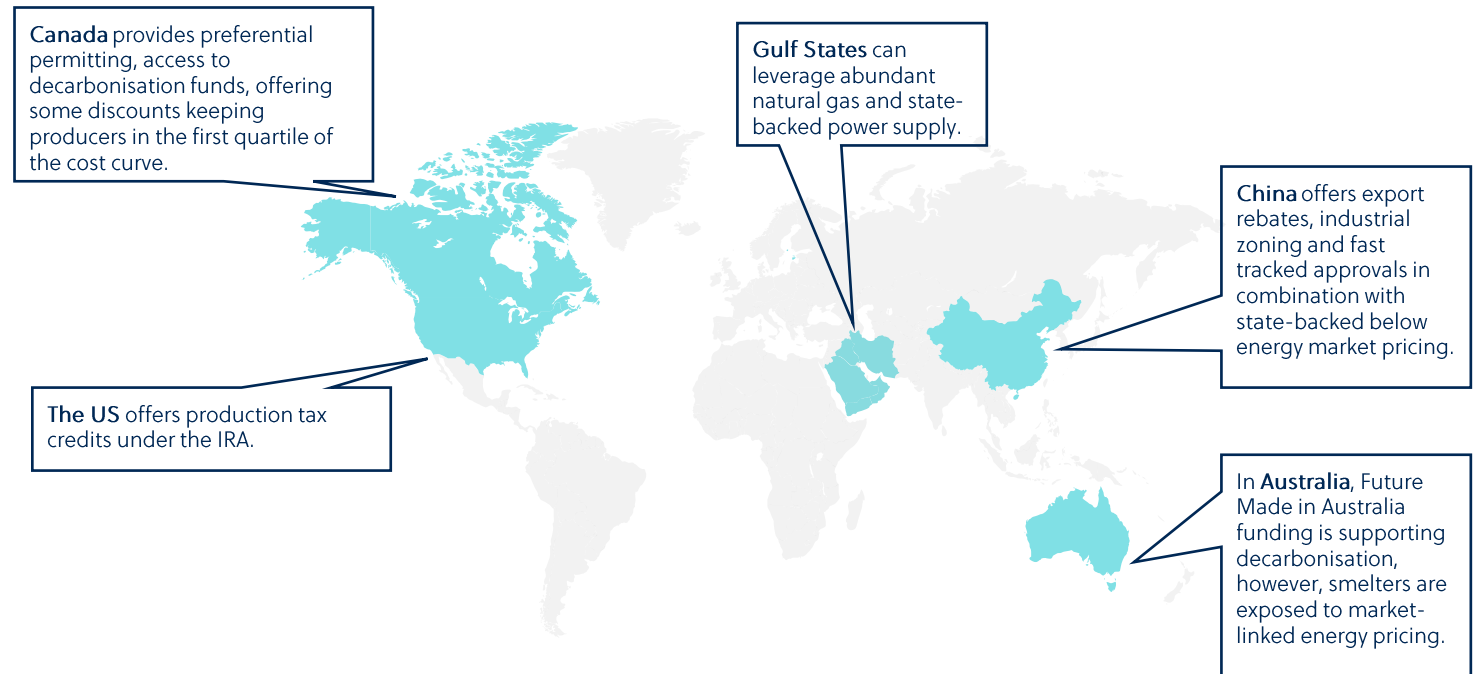 Canada provides preferential
permitting, access to
decarbonisation funds, offering
some discounts keeping
producers in the first quartile of
the cost curve.
Gulf States can
leverage abundant
natural gas and state-
backed power supply.
China offers export
rebates, industrial
zoning and fast
tracked approvals in
combination with
state-backed below
energy market pricing.
The US offers production tax
credits under the IRA.
In Australia, Future
Made in Australia
funding is supporting
decarbonisation,
however, smelters are
exposed to market-
linked energy pricing.